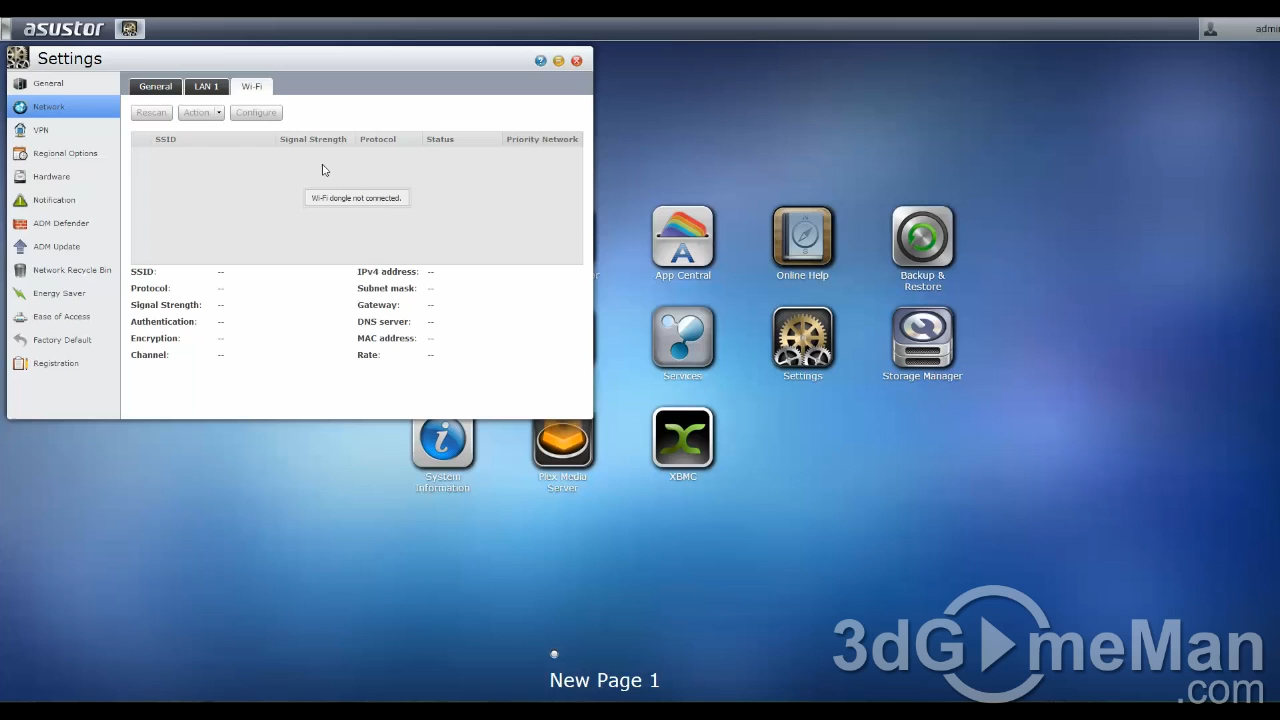 asustor
admi
Settings
General
LAN 1
Wi-Fi
General
Network
VPN
Regional Options
Hardware
Notification
ADM Defender
ADM Update
Network Recycle Bin
Energy Saver
Ease of Access
Factory Default
Registration
Rescan
Action
Configure
SSID
Signal Strength
Protocol
Status
Priority Network
Wi-Fi dongle not connected.
SSID: --
IPv4 address: --
Protocol: --
Subnet mask: --
Signal Strength: --
Gateway: --
Authentication: --
DNS server: --
Encryption: --
MAC address: --
Channel: --
Rate: --
App Central
Online Help
Backup &
Restore
Services
Settings
Storage Manager
System
Information
Plex Media
Server
XBMC
New Page 1
3dGameMan
.com